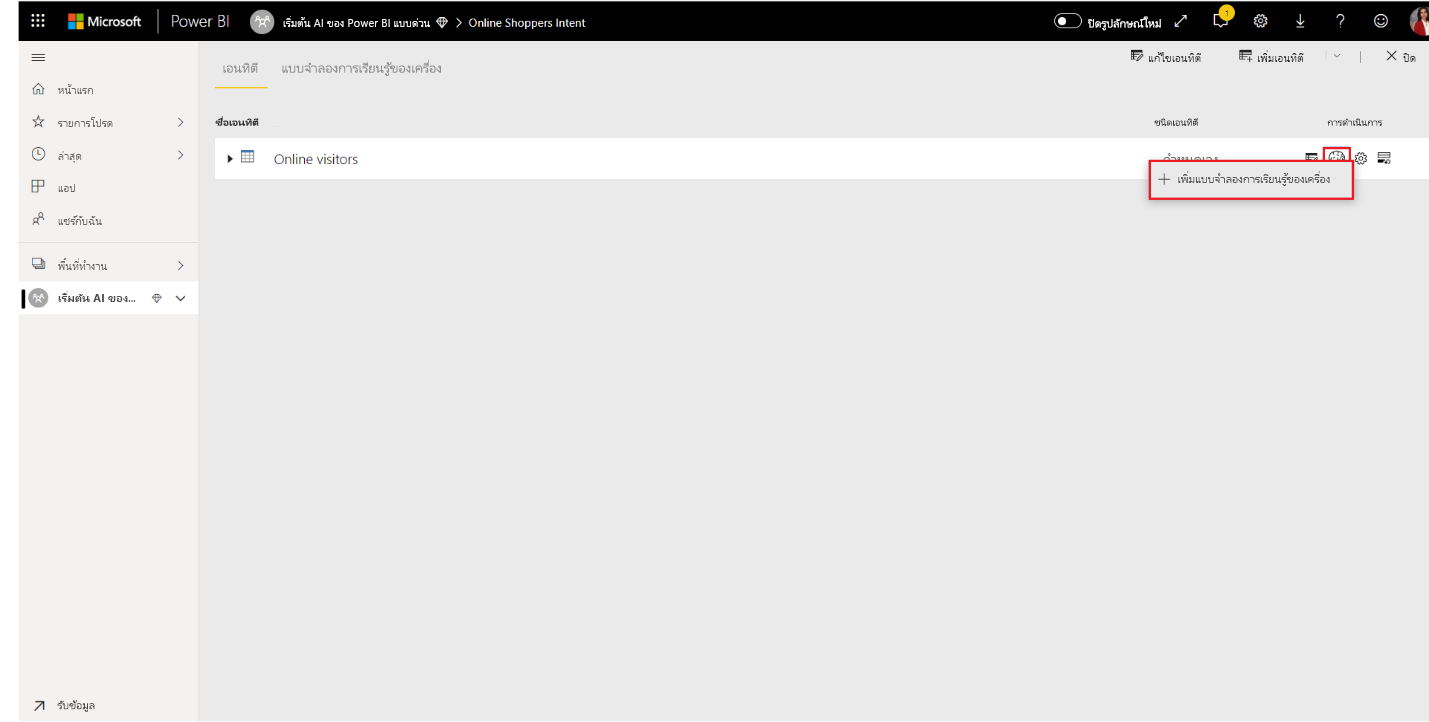 Microsoft Power BI เริ่มต้น AI ของ Power BI แบบด่วน > Online Shoppers Intent ปิดรูปลักษณ์ใหม่ 1 ?
เอนทิตี แบบจำลองการเรียนรู้ของเครื่อง แก้ไขเอนทิตี เพิ่มเอนทิตี ปิด
หน้าแรก
รายการโปรด
ล่าสุด
แอป
แชร์กับฉัน
พื้นที่ทำงาน
เริ่มต้น AI ของ...
รับข้อมูล
ชื่อเอนทิตี ชนิดเอนทิตี การดำเนินการ
Online visitors กำหนดเอง
เพิ่มแบบจำลองการเรียนรู้ของเครื่อง